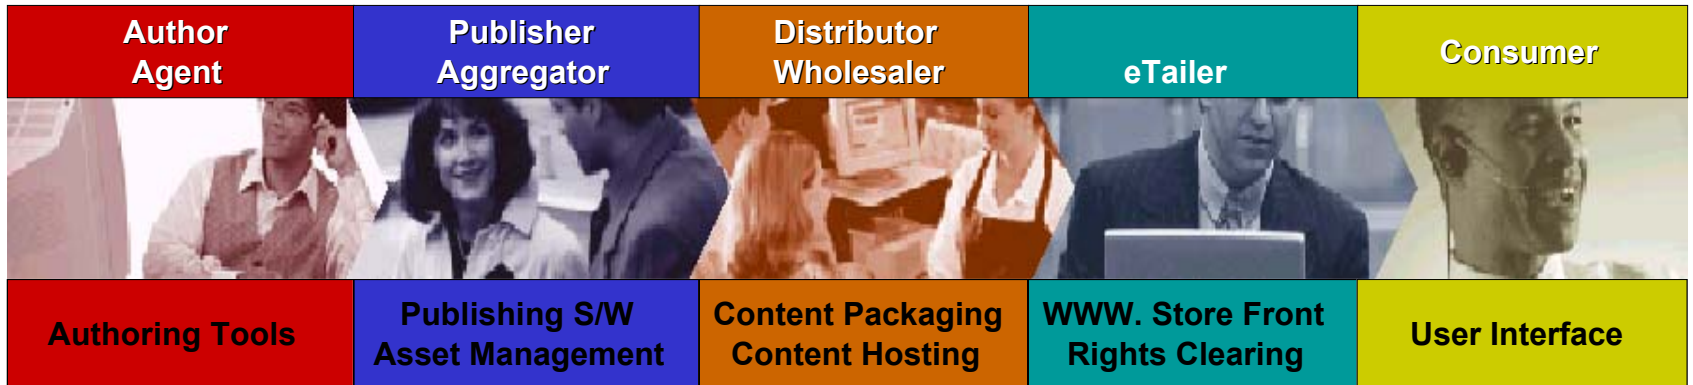 Author
Agent
Publisher
Aggregator
Distributor
Wholesaler
eTailer
Consumer
Authoring Tools
Publishing S/W
Asset Management
Content Packaging
Content Hosting
WWW. Store Front
Rights Clearing
User Interface